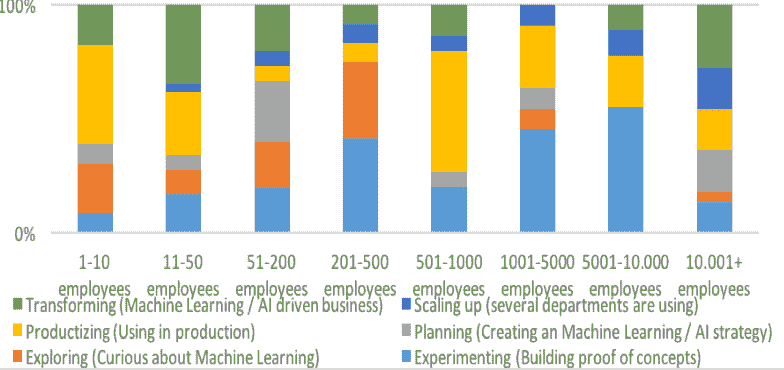 100%
0%
1-10 employees
11-50 employees
51-200 employees
201-500 employees
501-1000 employees
1001-5000 employees
5001-10.000 employees
10.001+ employees
Transforming (Machine Learning / AI driven business)
Scaling up (several departments are using)
Productizing (Using in production)
Planning (Creating an Machine Learning / AI strategy)
Exploring (Curious about Machine Learning)
Experimenting (Building proof of concepts)